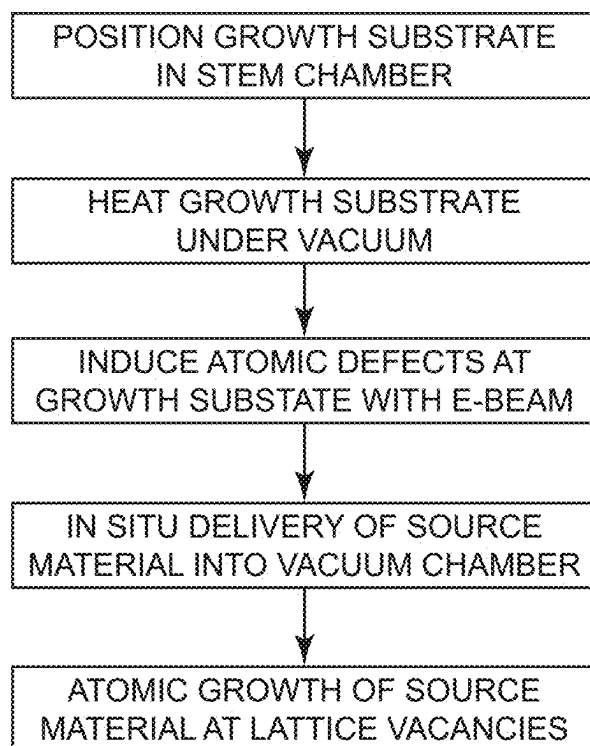 POSITION GROWTH SUBSTRATE
IN STEM CHAMBER
HEAT GROWTH SUBSTRATE
UNDER VACUUM
INDUCE ATOMIC DEFECTS AT
GROWTH SUBSTATE WITH E-BEAM
IN SITU DELIVERY OF SOURCE
MATERIAL INTO VACUUM CHAMBER
ATOMIC GROWTH OF SOURCE
MATERIAL AT LATTICE VACANCIES